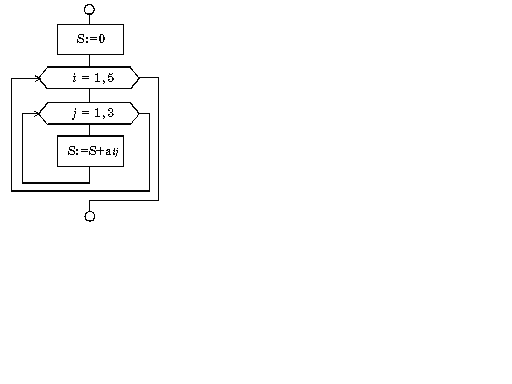 S:=0
i = 1,5
j = 1,3
S:=S+aij